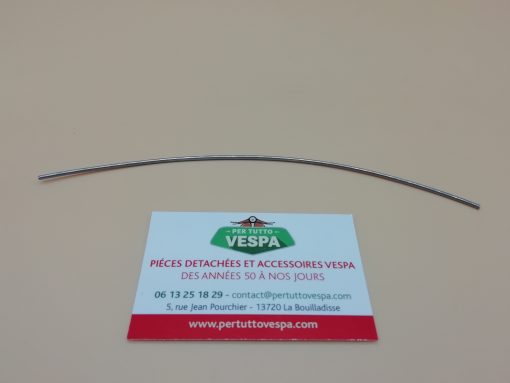 PER TUTTO
VESPA
PIÈCES DETACHÉES ET ACCESSOIRES VESPA
DES ANNÉES 50 À NOS JOURS
06 13 25 18 29 - contact@pertuttovespa.com
5, rue Jean Pourchier - 13720 La Bouilladisse
www.pertuttovespa.com